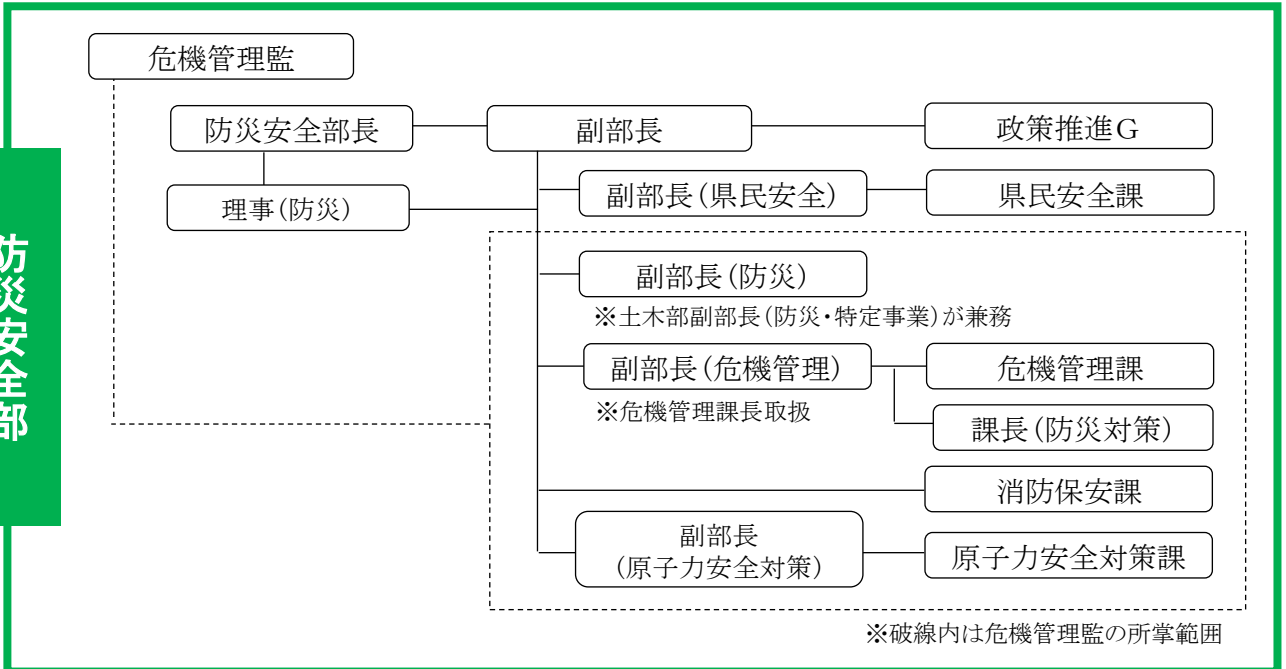 危機管理監
防災安全部長
副部長
政策推進G
理事(防災)
副部長(県民安全)
県民安全課
副部長(防災)
※土木部副部長(防災・特定事業)が兼務
副部長(危機管理)
危機管理課
※危機管理課長取扱
課長(防災対策)
消防保安課
副部長
(原子力安全対策)
原子力安全対策課
※破線内は危機管理監の所掌範囲
防災安全部